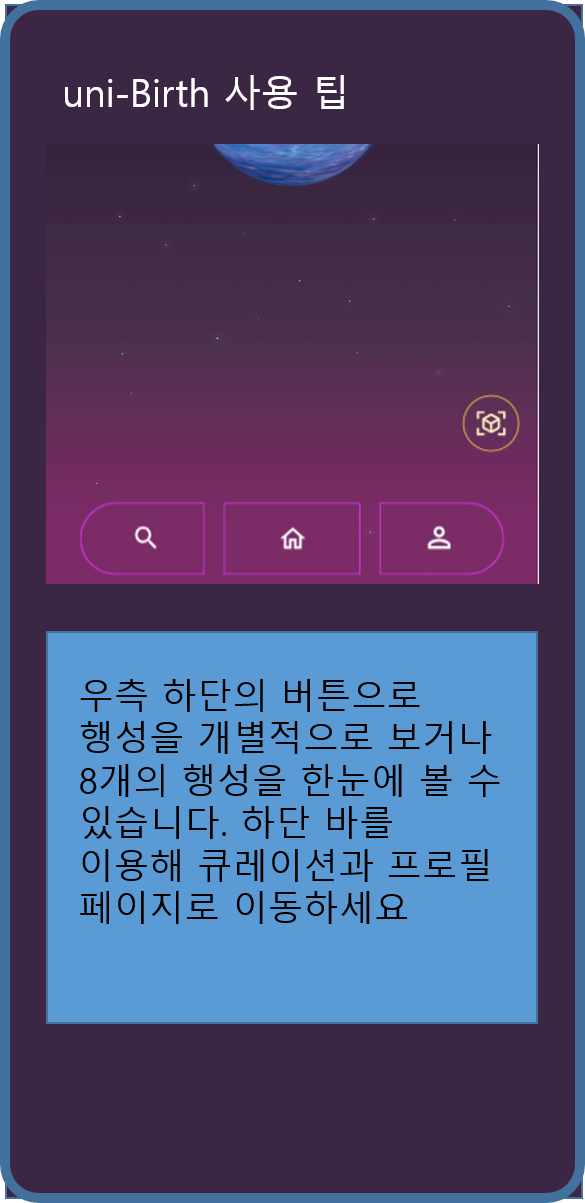 uni-Birth 사용 팁
우측 하단의 버튼으로
행성을 개별적으로 보거나
8개의 행성을 한눈에 볼 수
있습니다. 하단 바를
이용해 큐레이션과 프로필
페이지로 이동하세요